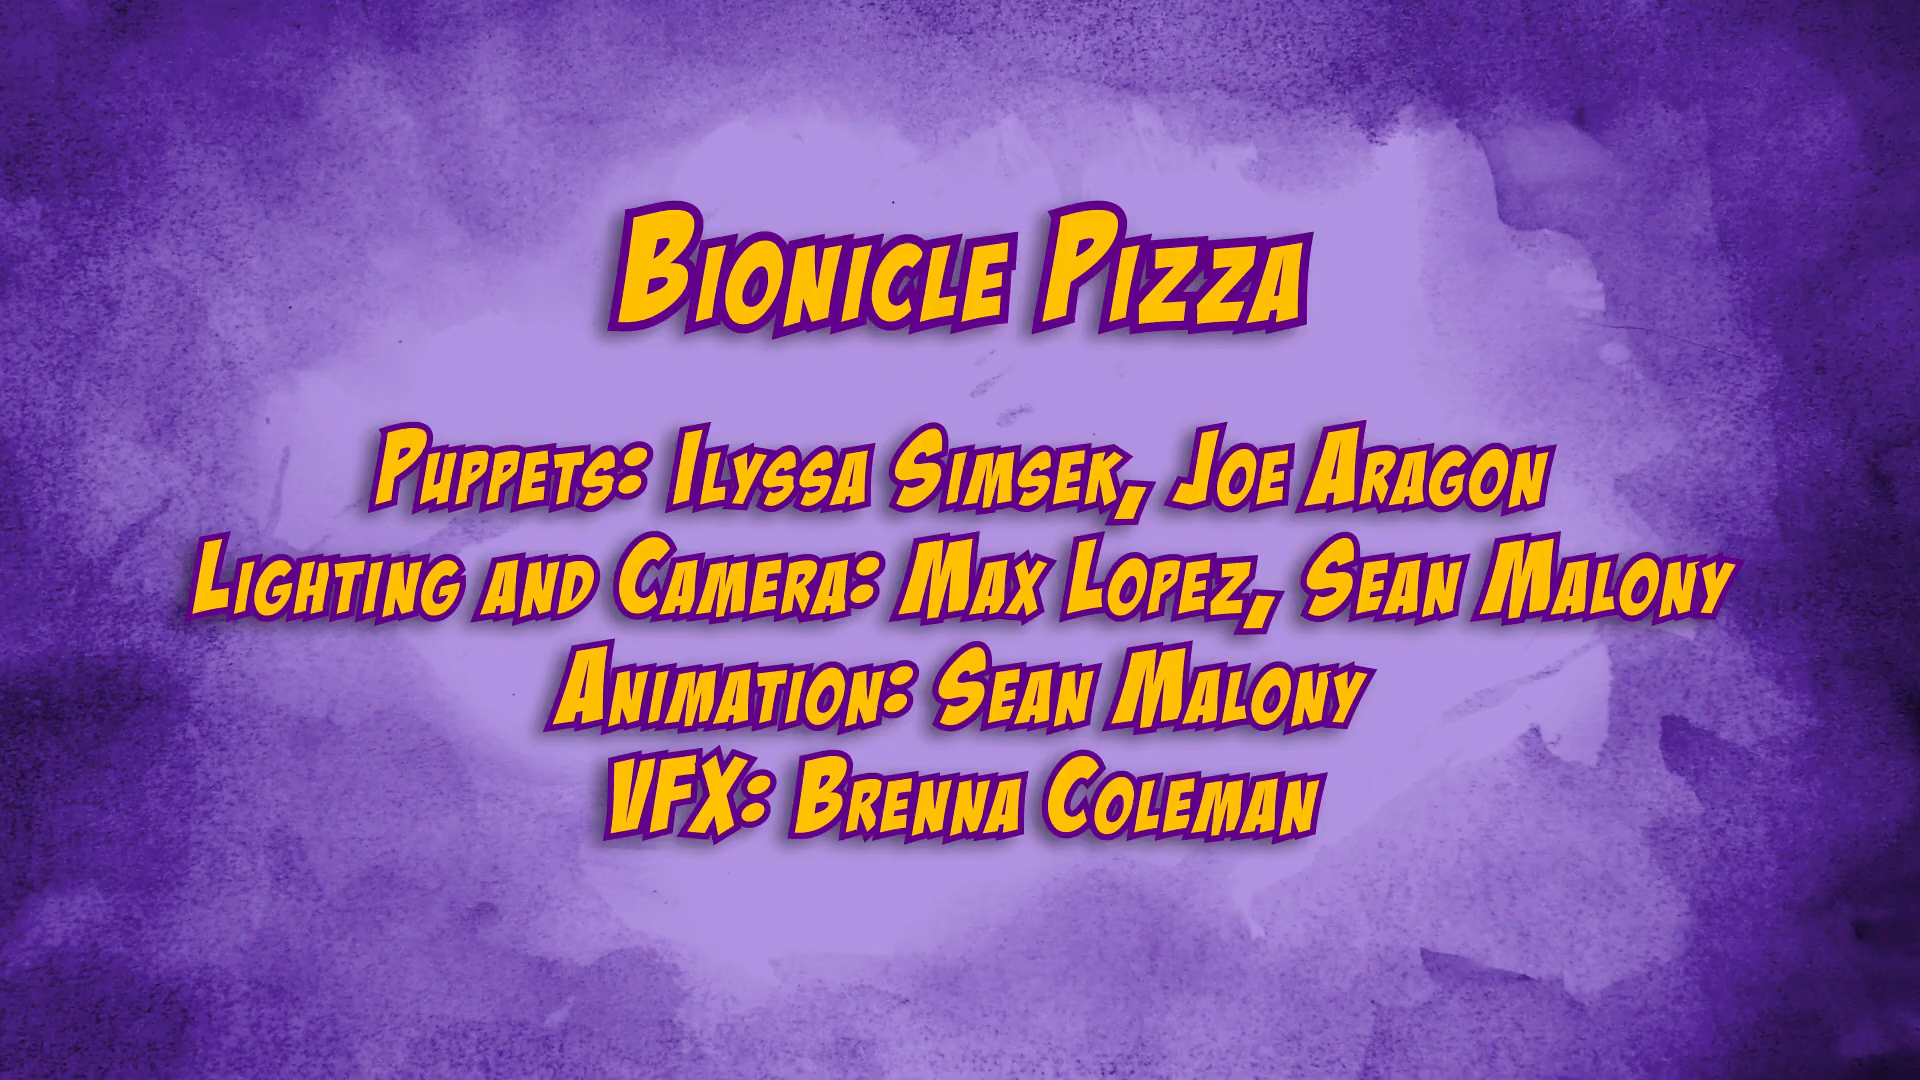 Bionicle Pizza
Puppets: Ilyssa Simsek, Joe Aragon
Lighting and Camera: Max Lopez, Sean Malony
Animation: Sean Malony
VFX: Brenna Coleman